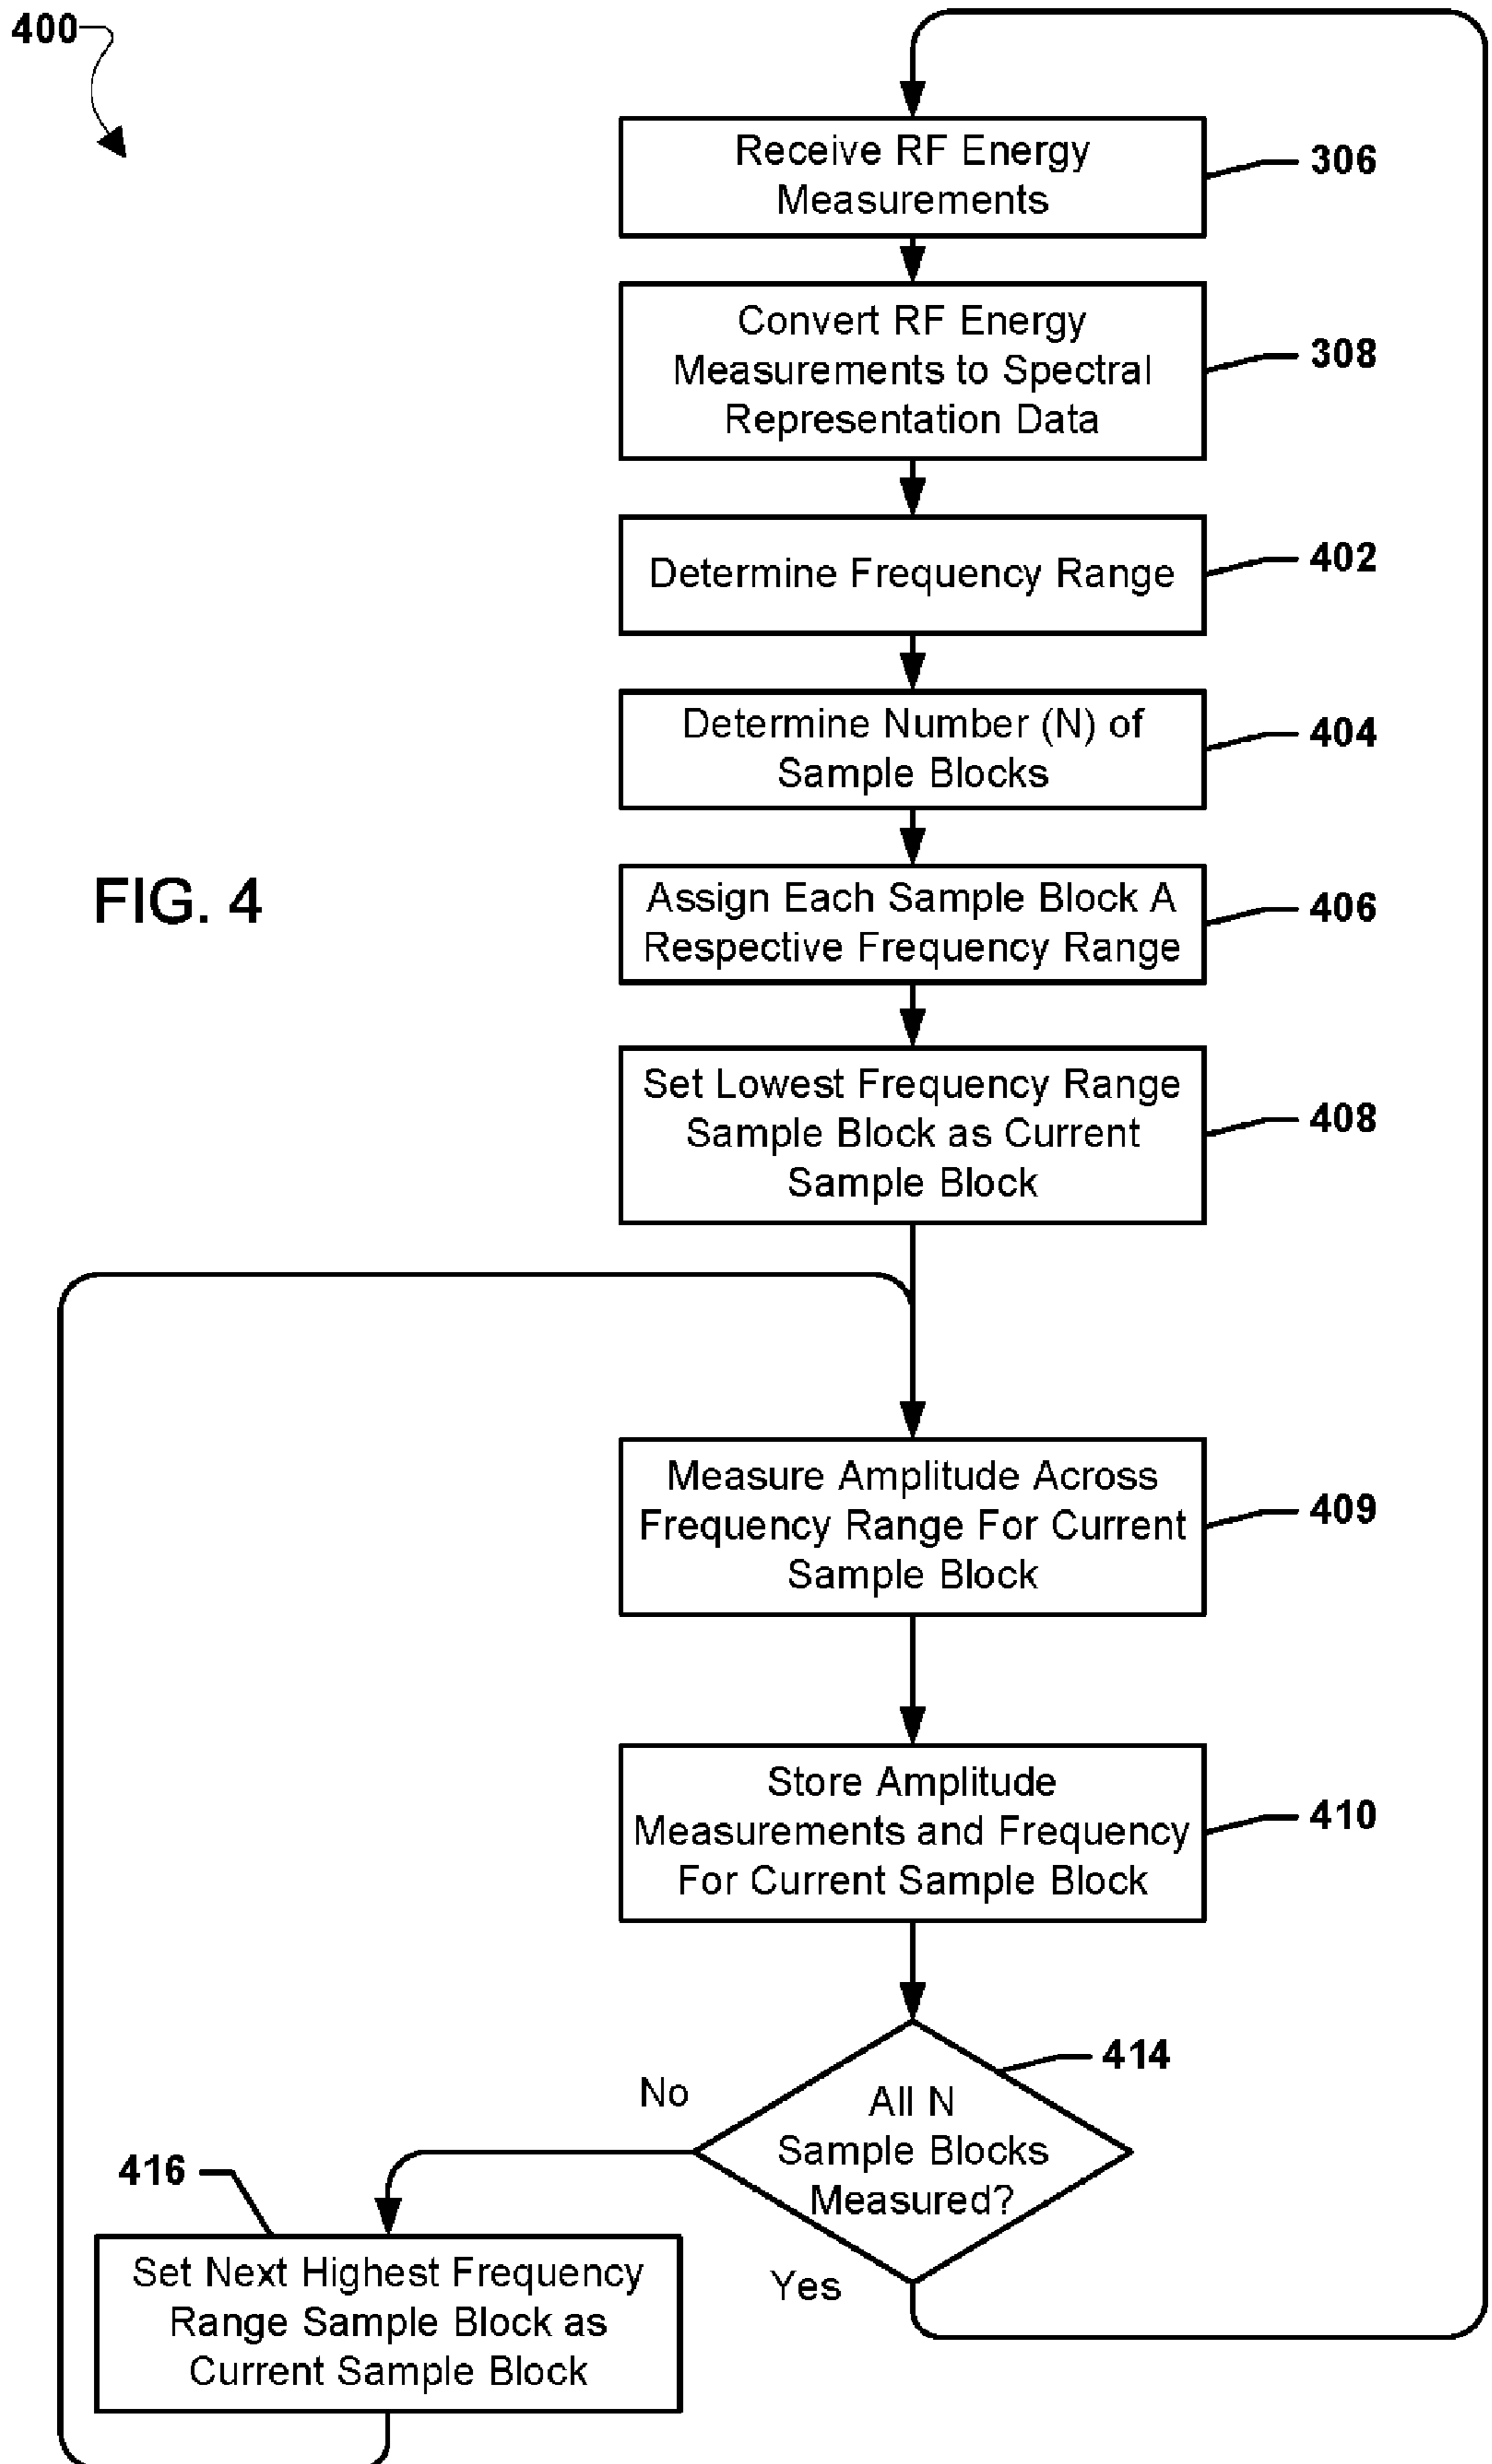 400
Receive RF Energy
Measurements
306
Convert RF Energy
Measurements to Spectral
Representation Data
308
Determine Frequency Range
402
Determine Number (N) of
Sample Blocks
404
FIG. 4
Assign Each Sample Block A
Respective Frequency Range
406
Set Lowest Frequency Range
Sample Block as Current
Sample Block
408
Measure Amplitude Across
Frequency Range For Current
Sample Block
409
Store Amplitude
Measurements and Frequency
For Current Sample Block
410
All N
Sample Blocks
Measured?
414
No
Yes
416
Set Next Highest Frequency
Range Sample Block as
Current Sample Block